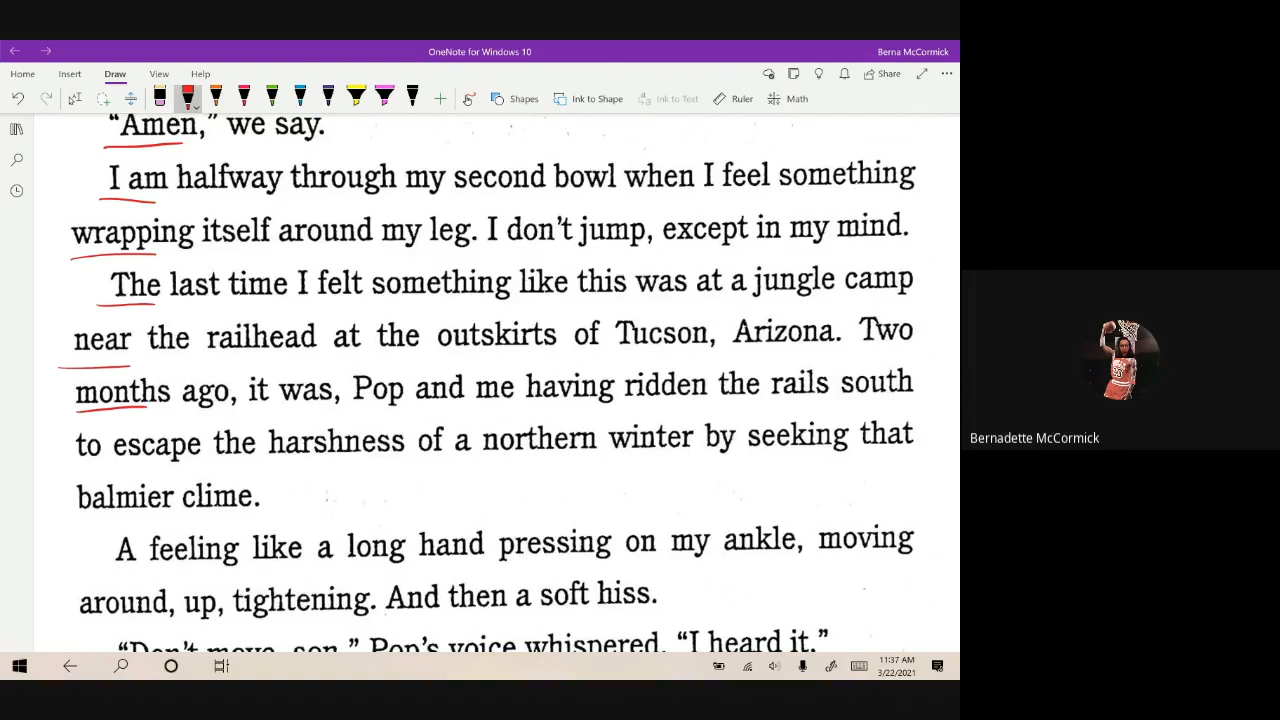 OneNote for Windows 10
Berna McCormick
Home Insert Draw View Help
Share
Shapes Ink to Shape Ink to Text Ruler Math
“Amen,” we say.
I am halfway through my second bowl when I feel something
wrapping itself around my leg. I don’t jump, except in my mind.
The last time I felt something like this was at a jungle camp
near the railhead at the outskirts of Tucson, Arizona. Two
months ago, it was, Pop and me having ridden the rails south
to escape the harshness of a northern winter by seeking that
balmier clime.
A feeling like a long hand pressing on my ankle, moving
around, up, tightening. And then a soft hiss.
“Don’t move, son,” Pop’s voice whispered. “I heard it.”
11:37 AM
3/22/2021
Bernadette McCormick